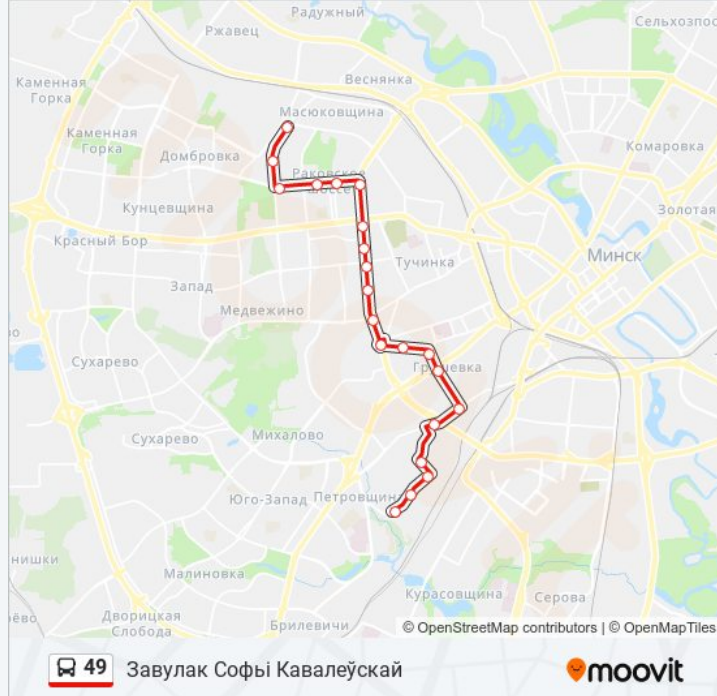 Радужный
Ржавец
Сельхозпос
Веснянка
Каменная
Горка
Масюковщина
Каменная
Горка
Домбровка
Комаровка
Раковское
шоссе
Кунцевщина
Золотая
Красный Бор
Минск
Тучинка
Запад
Медвежино
Сухарево
Грушевка
Сухарево
Михалово
Юго-Запад
Петровщина
нишки
Малиновка
Курасовщина
Серова
Дворицкая
Слобода
Брилевичи
© OpenStreetMap contributors | © OpenMapTiles
49 Завулак Софьі Кавалеўскай
moovit